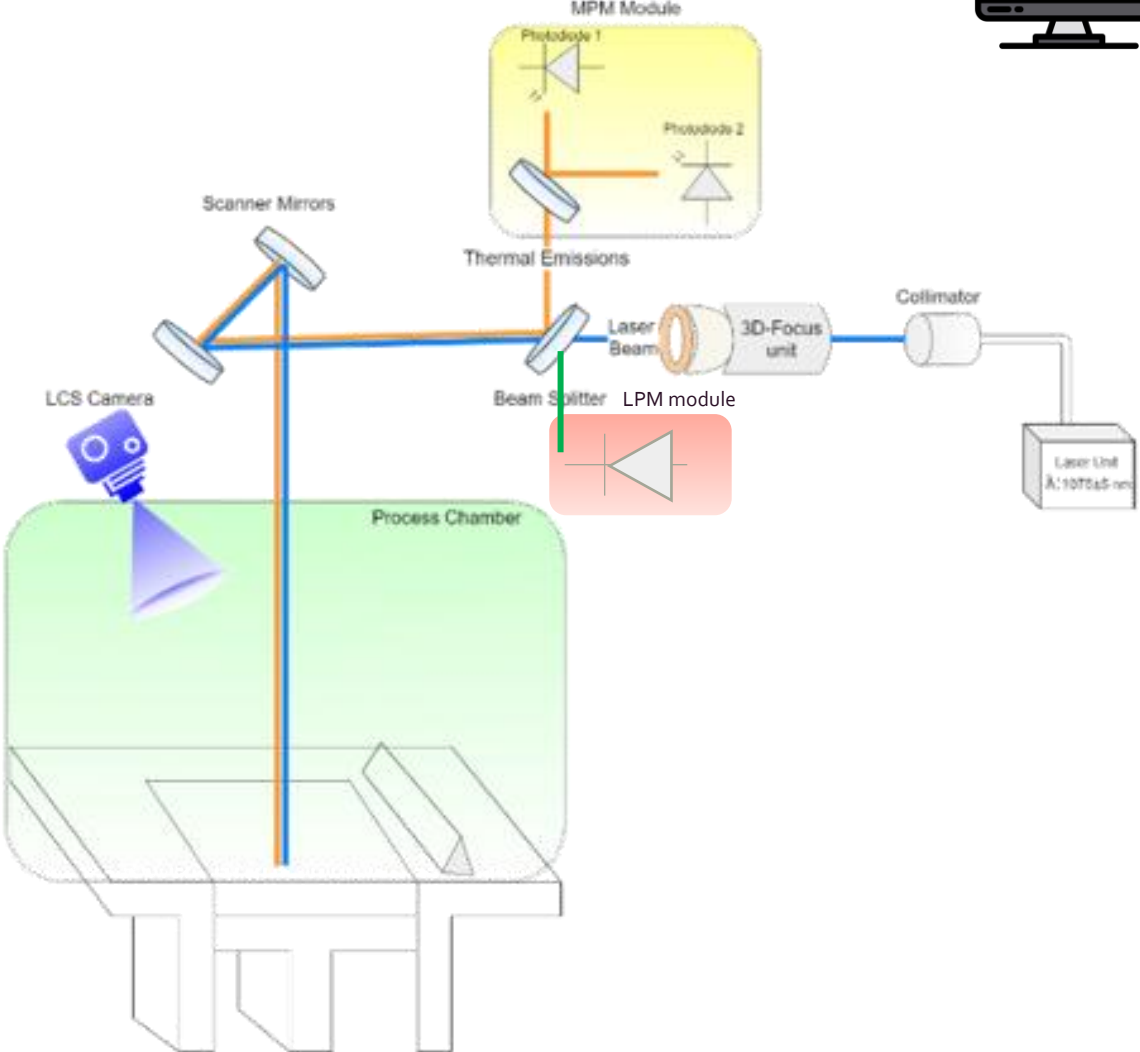 MPM Module
Photodiode 1
Photodiode 2
Scanner Mirrors
Thermal Emissions
Collimator
Laser
Beam
3D-Focus
unit
LCS Camera
Beam Splitter
LPM module
Laser Unit
Process Chamber